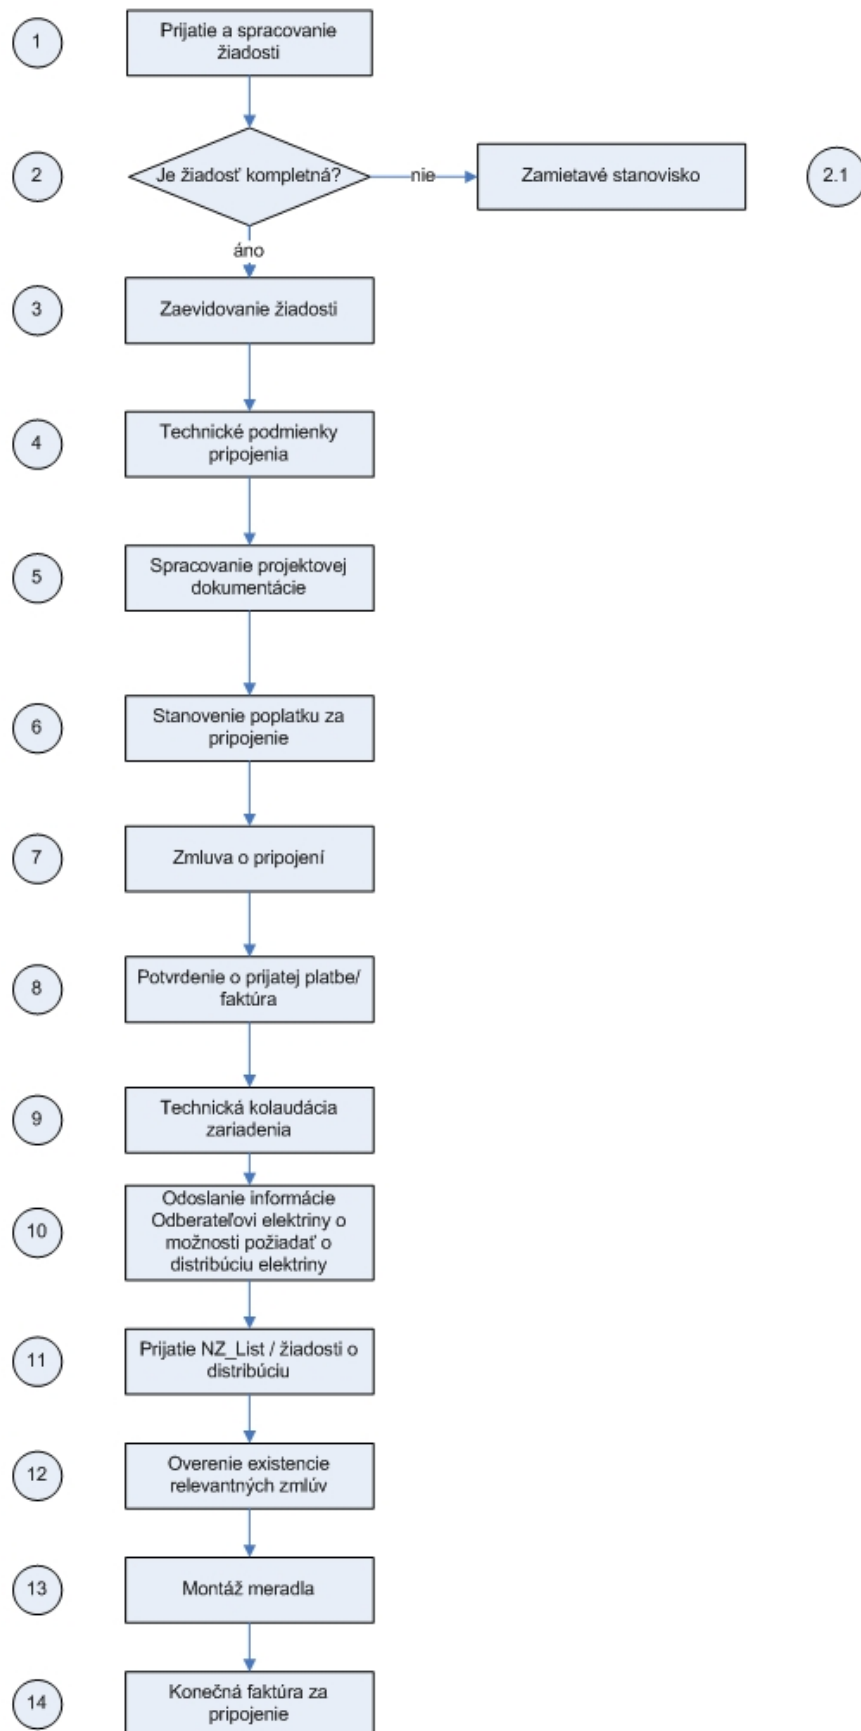 1
Prijatie a spracovanie
žiadosti
2
Je žiadosť kompletná?
nie
Zamietavé stanovisko
2.1
áno
3
Zaevidovanie žiadosti
4
Technické podmienky
pripojenia
5
Spracovanie projektovej
dokumentácie
6
Stanovenie poplatku za
pripojenie
7
Zmluva o pripojení
8
Potvrdenie o prijatej platbe/
faktúra
9
Technická kolaudácia
zariadenia
10
Odoslanie informácie
Odberateľovi elektriny o
možnosti požiadať o
distribúciu elektriny
11
Prijatie NZ_List / žiadosti o
distribúciu
12
Overenie existencie
relevantných zmlúv
13
Montáž meradla
14
Konečná faktúra za
pripojenie